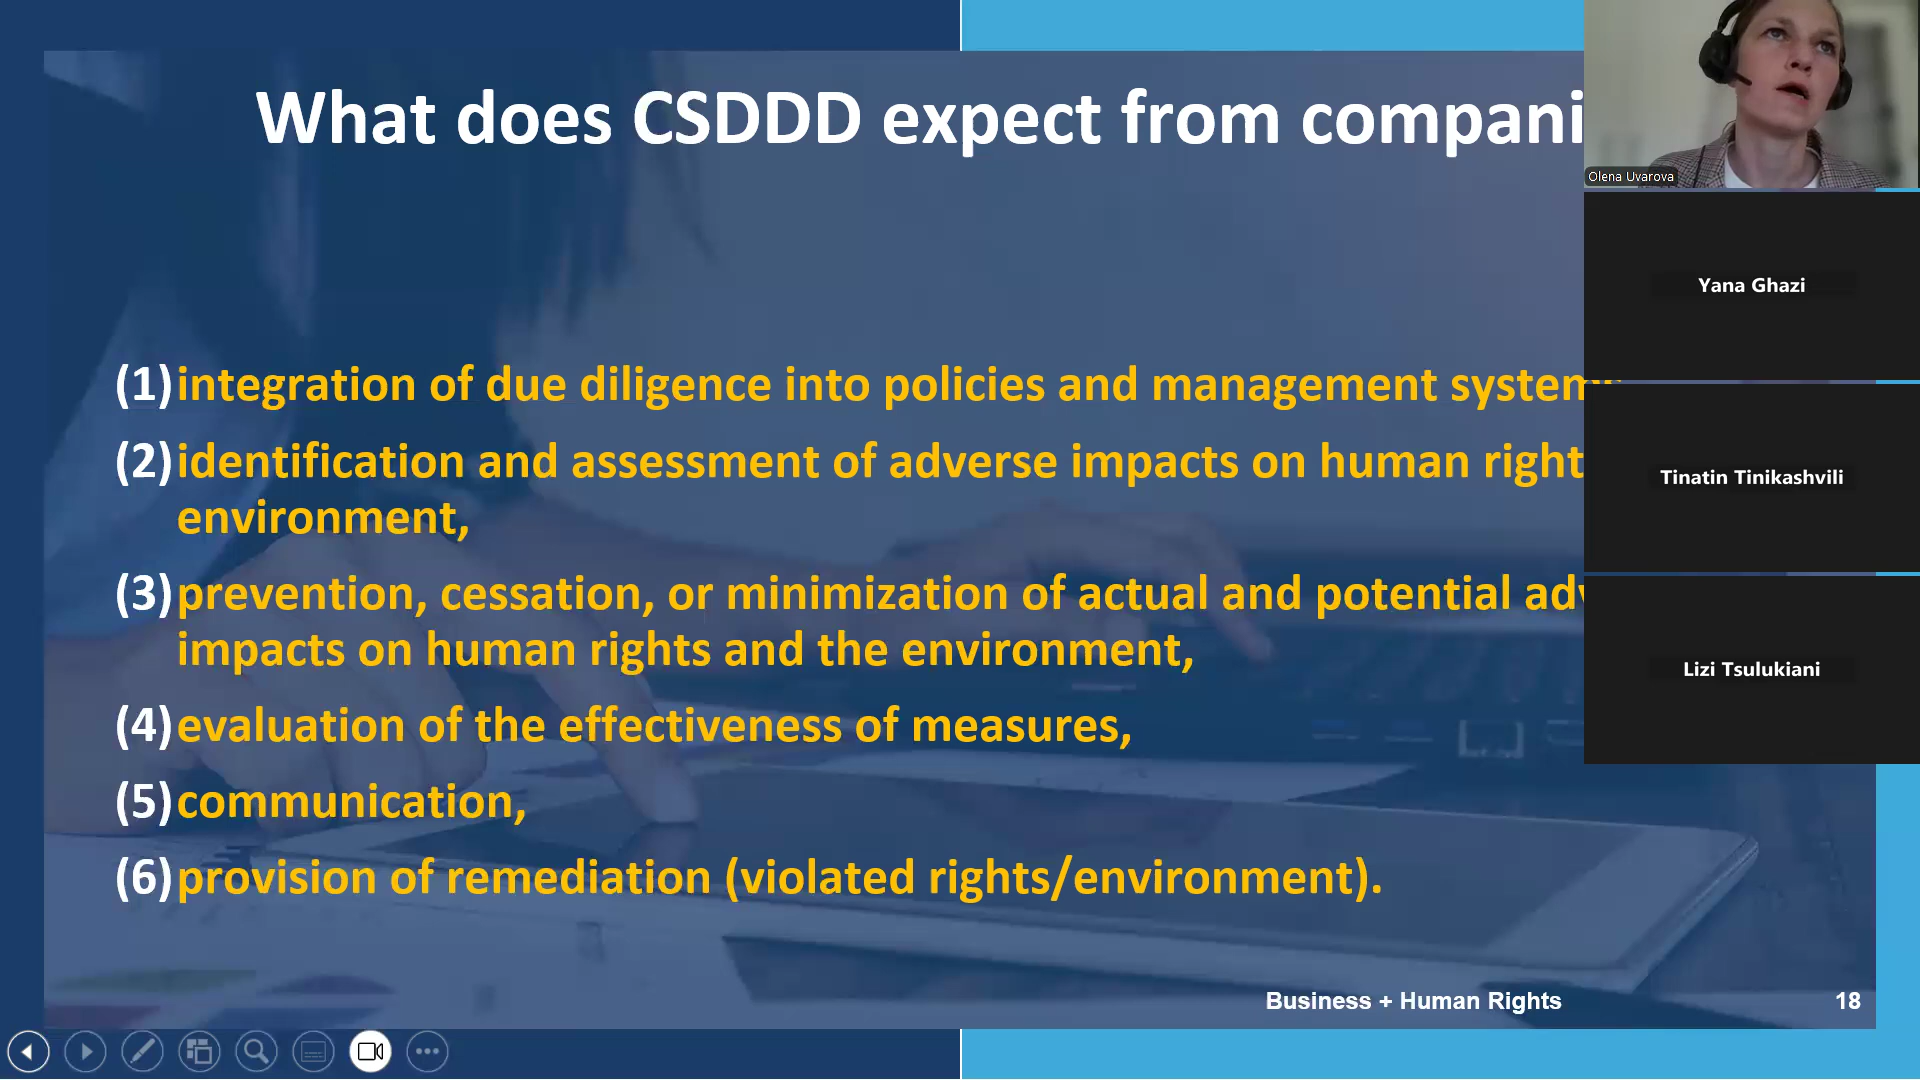 What does CSDDD expect from compani
(1) integration of due diligence into policies and management system
(2) identification and assessment of adverse impacts on human right
environment,
(3) prevention, cessation, or minimization of actual and potential adv
impacts on human rights and the environment,
(4) evaluation of the effectiveness of measures,
(5) communication,
(6) provision of remediation (violated rights/environment).
Business + Human Rights
18
Olena Uvarova
Yana Ghazi
Tinatin Tinikashvili
Lizi Tsulukiani